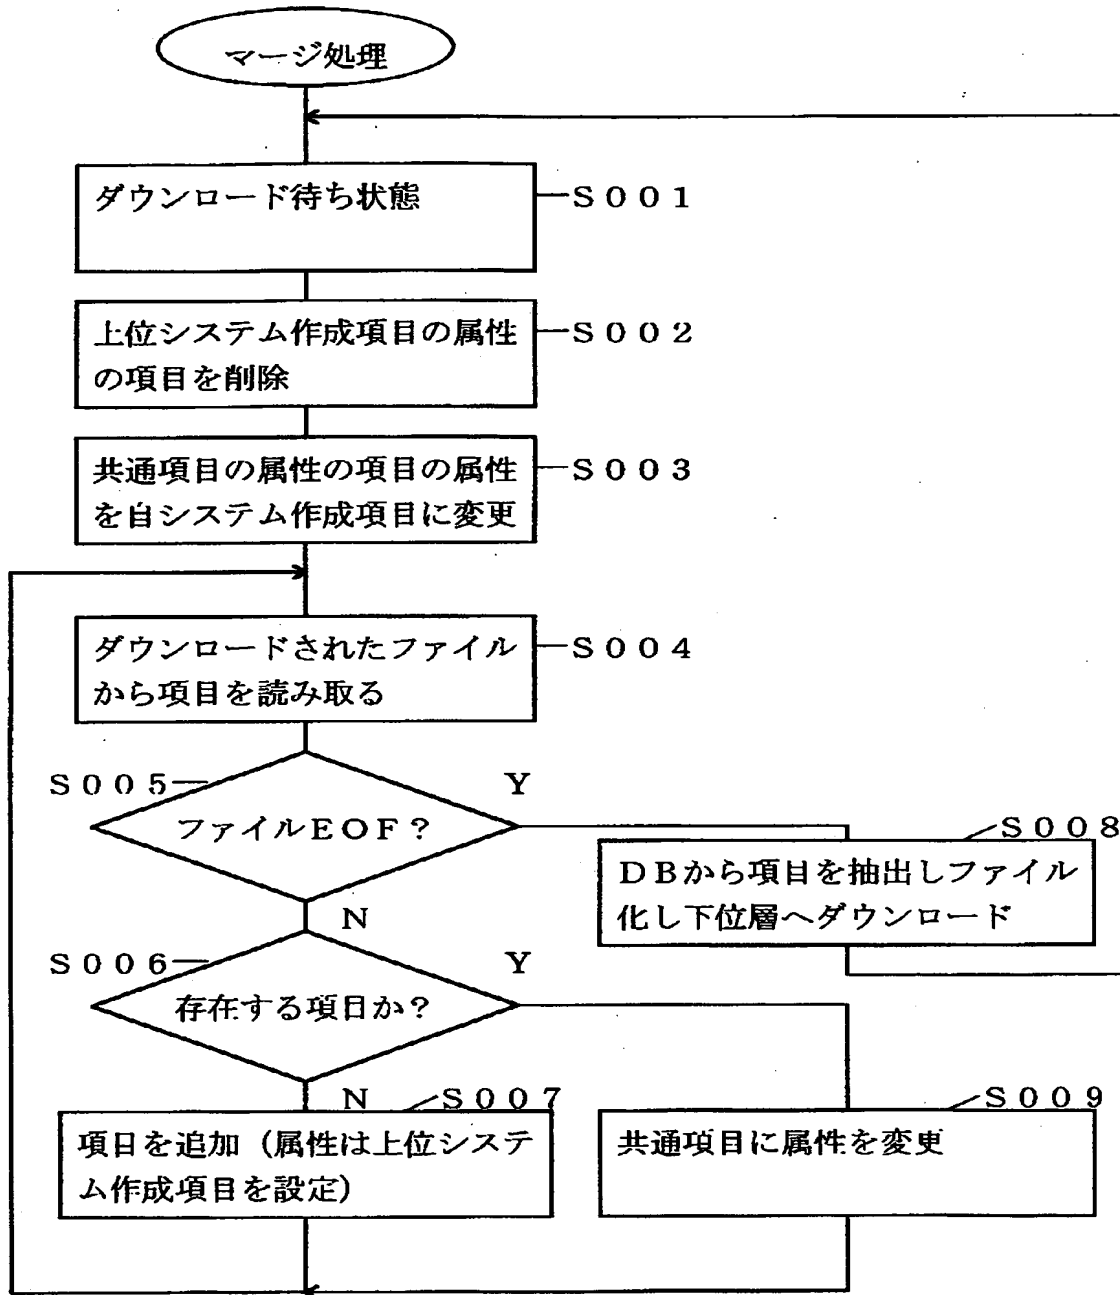 マージ処理
ダウンロード待ち状態
S001
上位システム作成項目の属性
の項目を削除
S002
共通項目の属性の項目の属性
を自システム作成項目に変更
S003
ダウンロードされたファイル
から項目を読み取る
S004
S005
ファイルEOF?
Y
N
S008
DBから項目を抽出しファイル
化し下位層へダウンロード
S006
存在する項目か?
Y
N
S007
項目を追加(属性は上位システ
ム作成項目を設定)
S009
共通項目に属性を変更